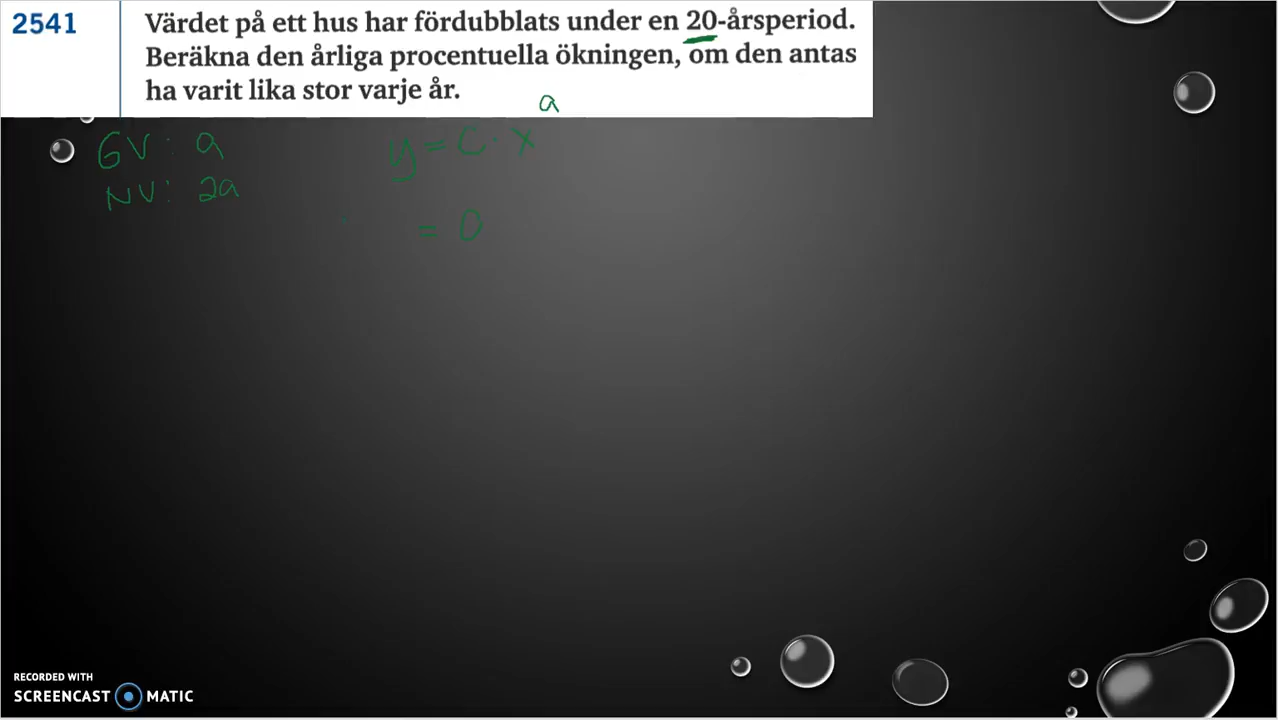 2541 Värdet på ett hus har fördubblats under en 20-årsperiod.
Beräkna den årliga procentuella ökningen, om den antas
ha varit lika stor varje år.
GV: a
NV: 2a
y = C · x^a
= 0
RECORDED WITH
SCREENCAST MATIC